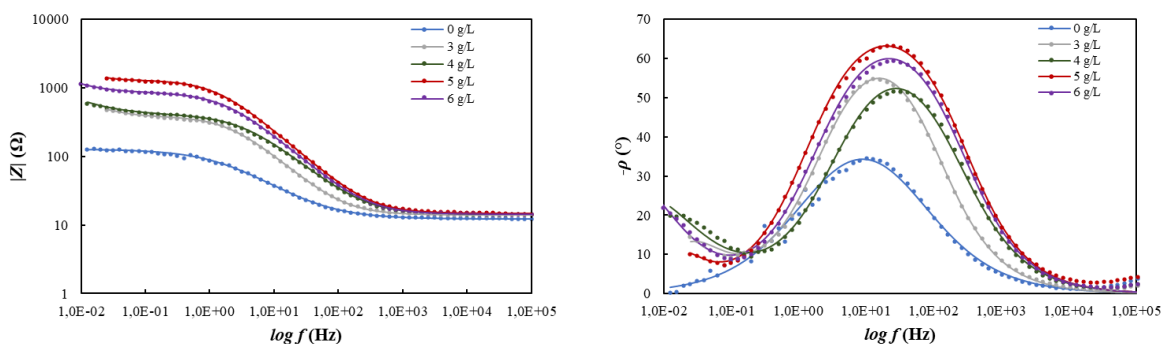 10000
1000
100
10
1
|Z| (Ω)
1,0E-02 1,0E-01 1,0E+00 1,0E+01 1,0E+02 1,0E+03 1,0E+04 1,0E+05
log f (Hz)
0 g/L
3 g/L
4 g/L
5 g/L
6 g/L
70
60
50
40
30
20
10
0
-ρ (°)
1,0E-02 1,0E-01 1,0E+00 1,0E+01 1,0E+02 1,0E+03 1,0E+04 1,0E+05
log f (Hz)
0 g/L
3 g/L
4 g/L
5 g/L
6 g/L